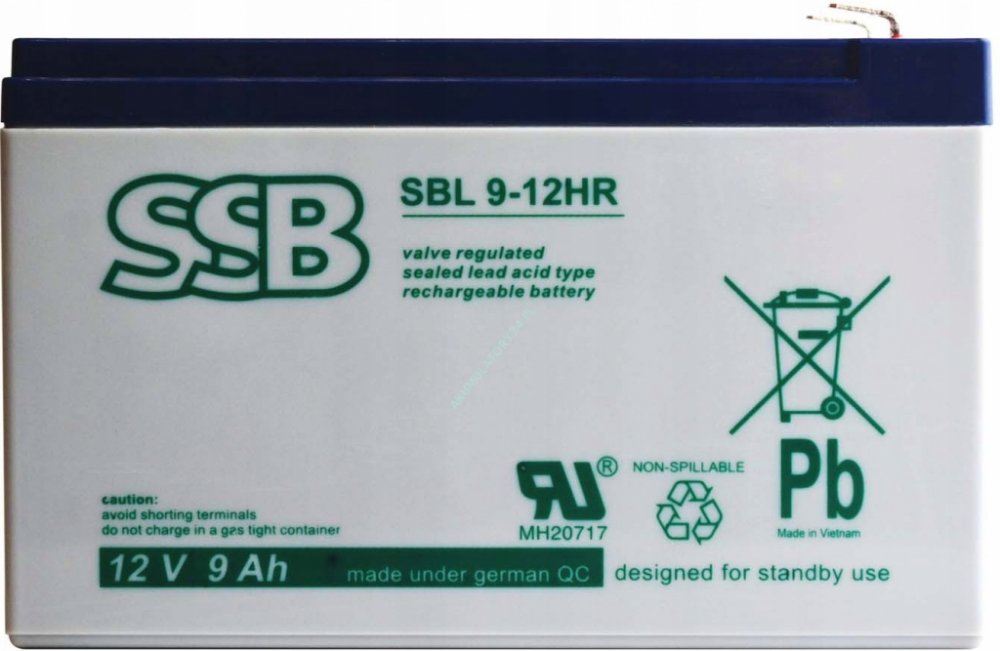 SSB
SBL 9-12HR
valve regulated
sealed lead acid type
rechargeable battery
caution:
avoid shorting terminals
do not charge in a gas tight container
12 V 9 Ah
made under german QC
designed for standby use
RU®
MH20717
NON-SPILLABLE
Pb
Made in Vietnam